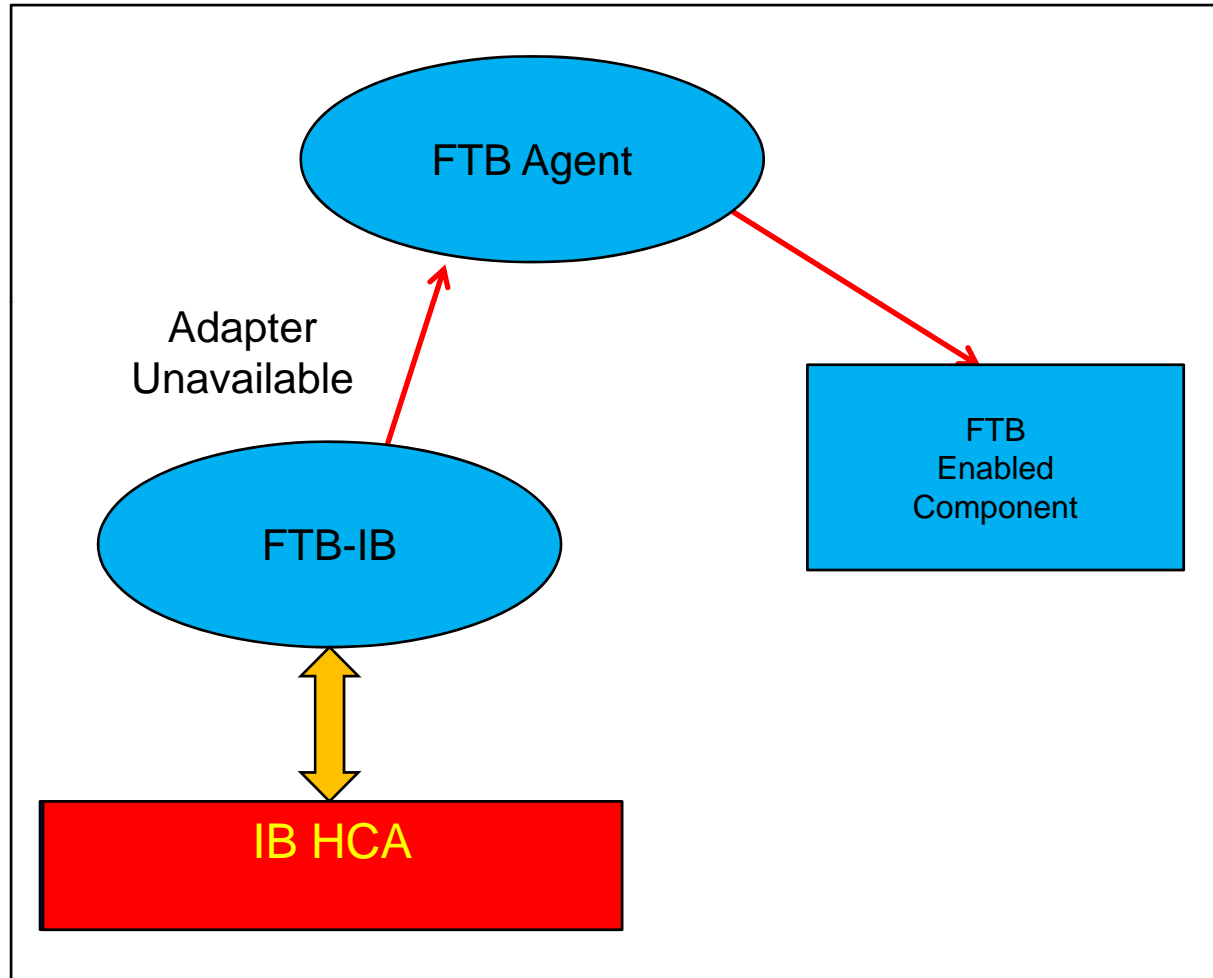 FTB Agent
Adapter
Unavailable
FTB
Enabled
Component
FTB-IB
IB HCA